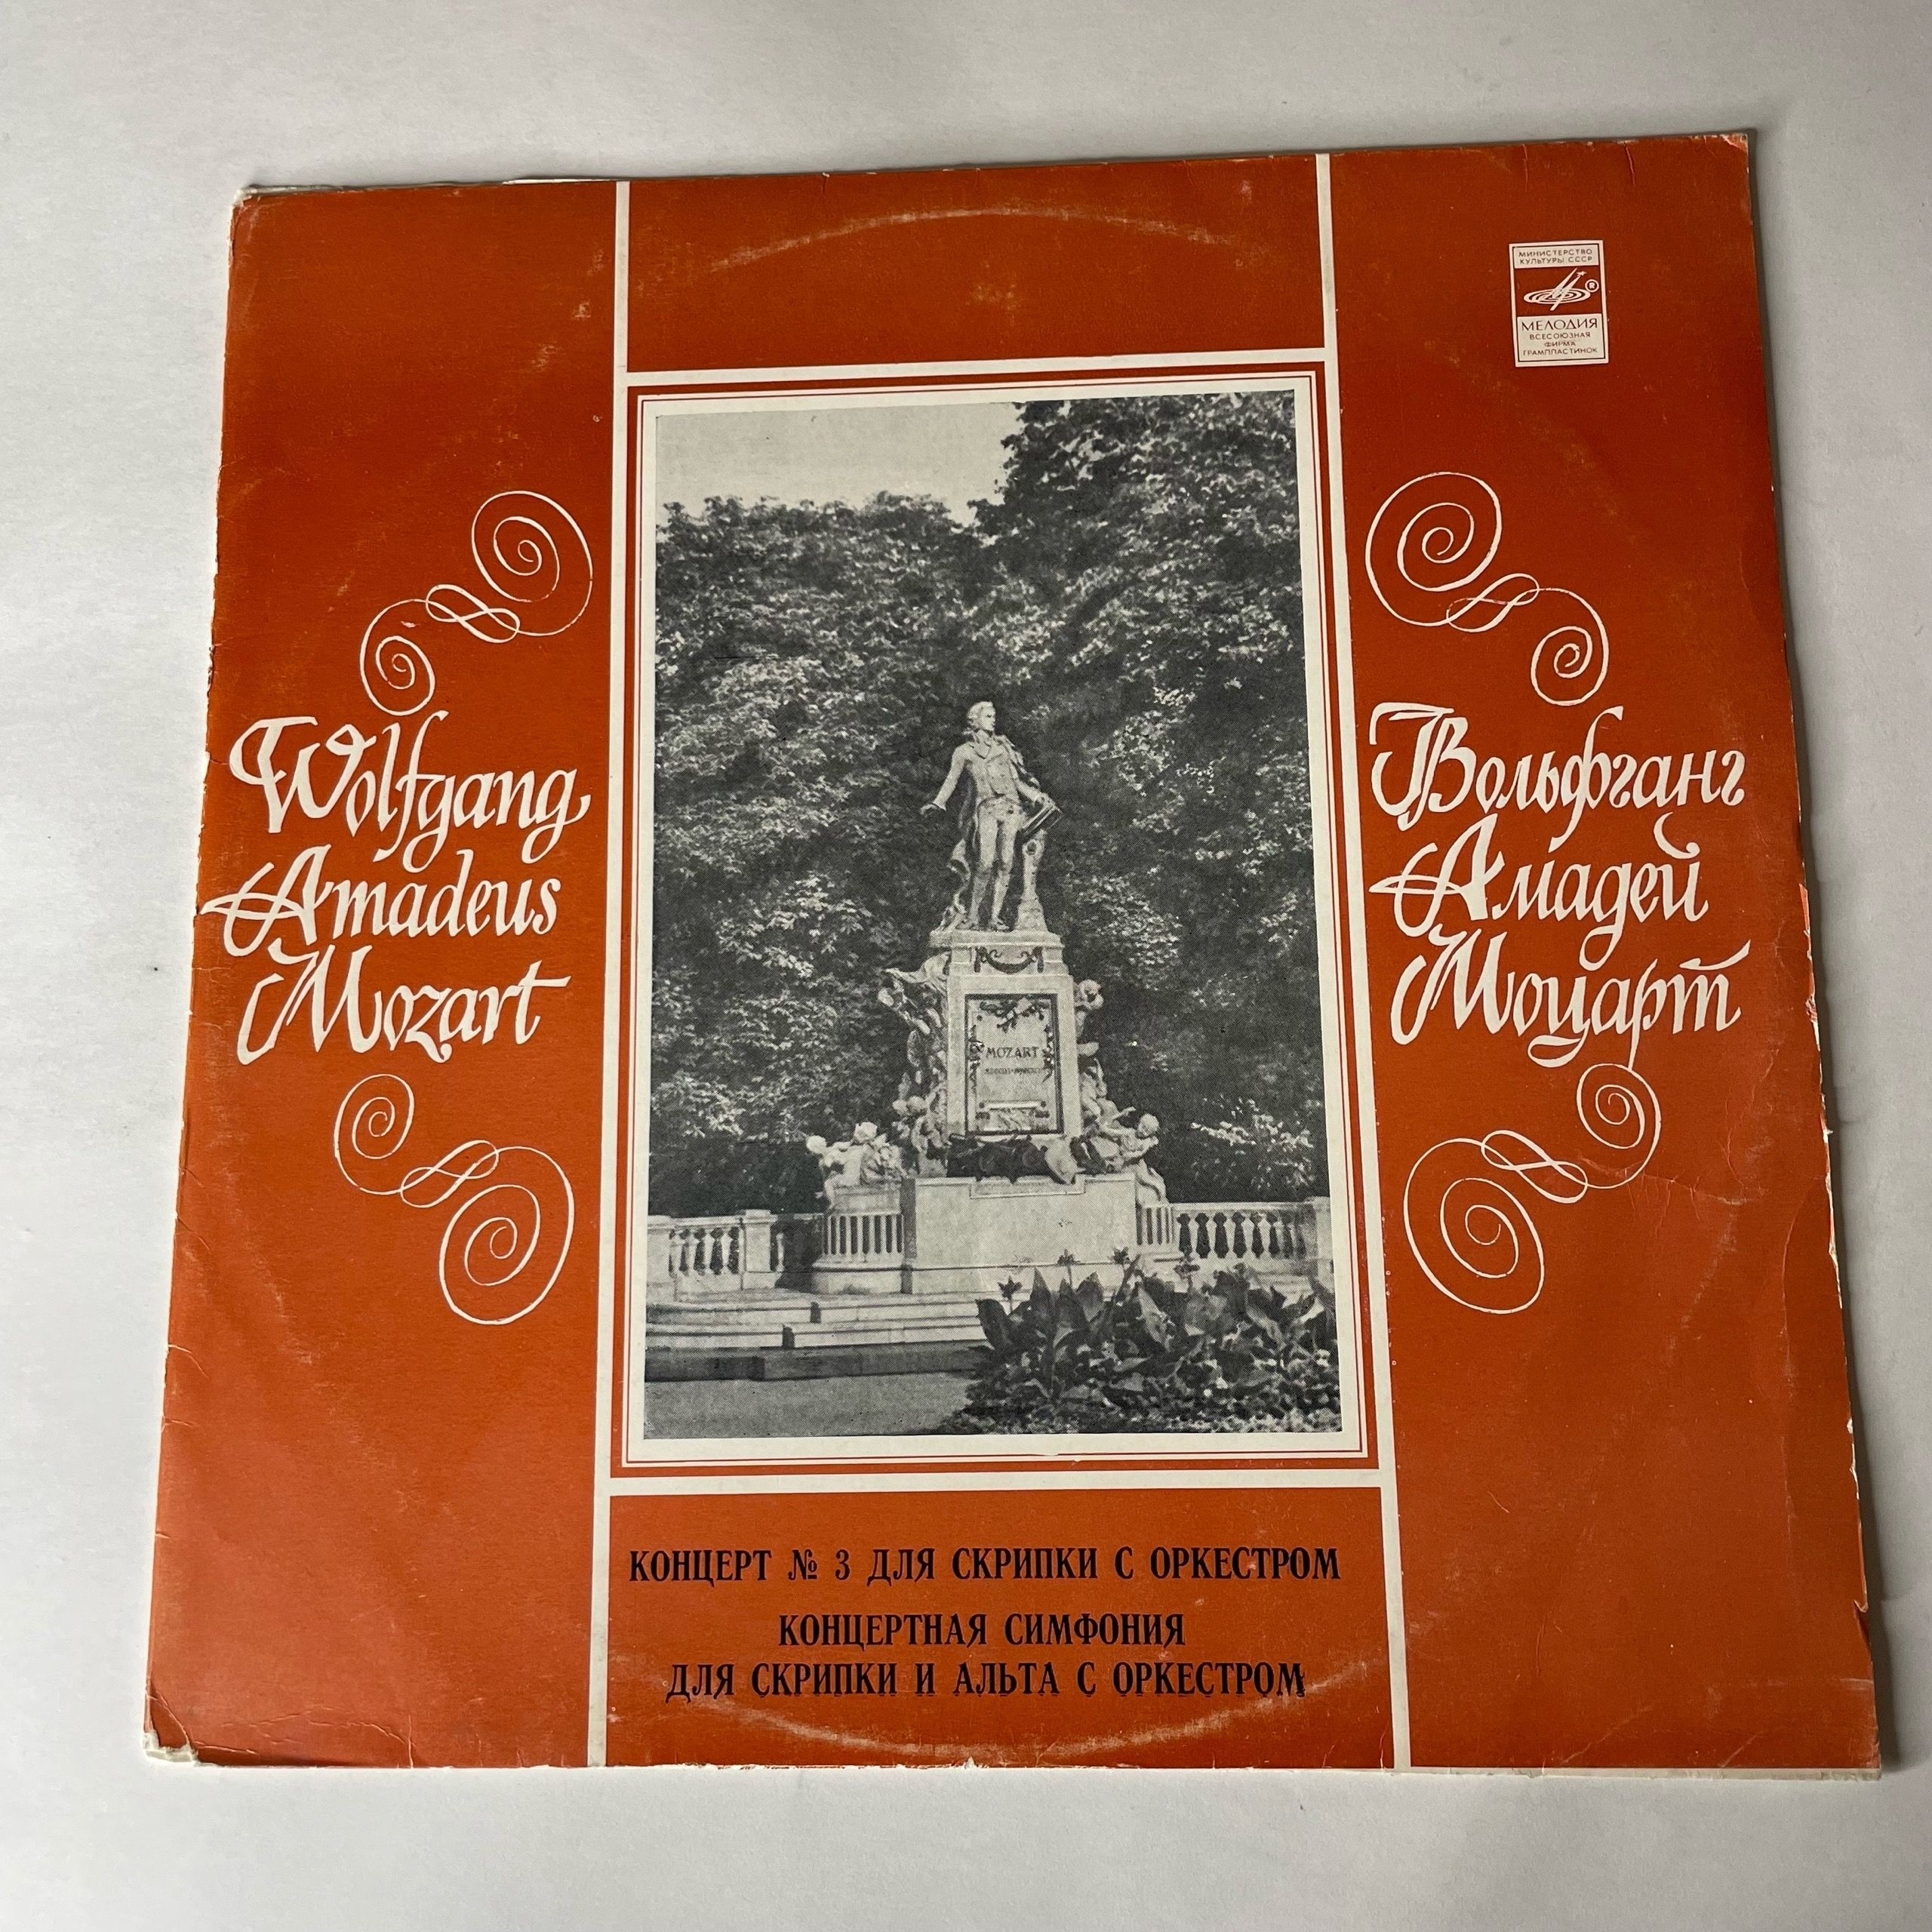 МИНИСТЕРСТВО
КУЛЬТУРЫ СССР
®
МЕЛОДИЯ
ВСЕСОЮЗНАЯ
ФИРМА
ГРАМПЛАСТИНОК
Wolfgang
Amadeus
Mozart
Вольфганг
Амадей
Моцарт
MOZART
КОНЦЕРТ № 3 ДЛЯ СКРИПКИ С ОРКЕСТРОМ
КОНЦЕРТНАЯ СИМФОНИЯ
ДЛЯ СКРИПКИ И АЛЬТА С ОРКЕСТРОМ